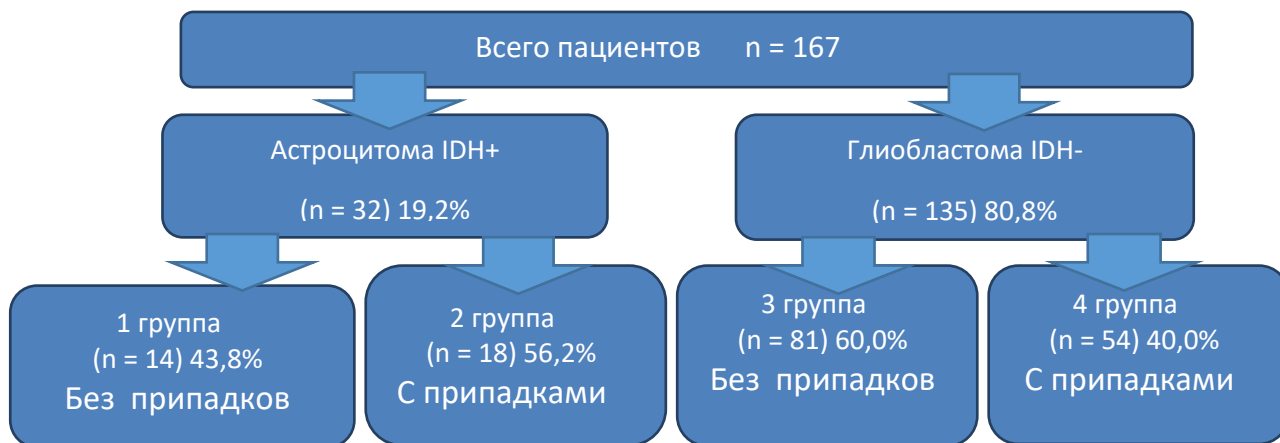 Всего пациентов n = 167
Астроцитома IDH+
(n = 32) 19,2%
Глиобластома IDH-
(n = 135) 80,8%
1 группа
(n = 14) 43,8%
Без припадков
2 группа
(n = 18) 56,2%
С припадками
3 группа
(n = 81) 60,0%
Без припадков
4 группа
(n = 54) 40,0%
С припадками